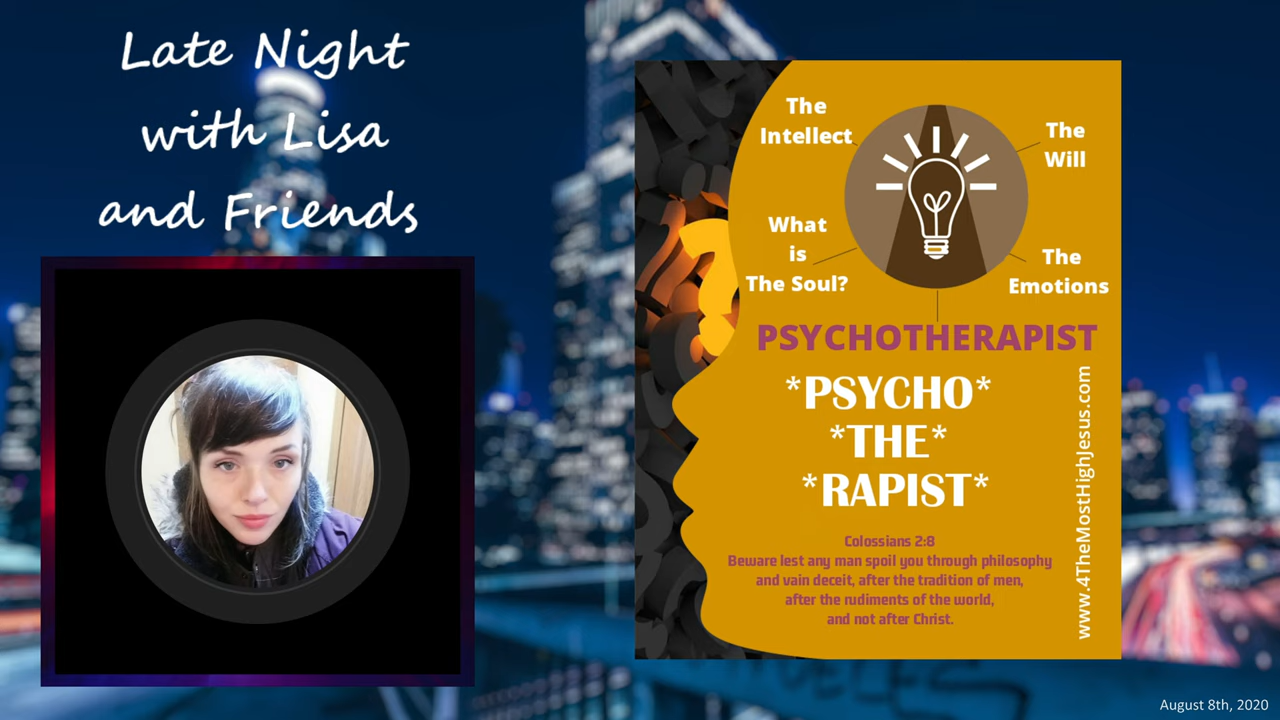 Late Night
with Lisa
and Friends
The
Intellect
The
Will
What
is
The Soul?
The
Emotions
PSYCHOTHERAPIST
*PSYCHO*
*THE*
*RAPIST*
Colossians 2:8
Beware lest any man spoil you through philosophy
and vain deceit, after the tradition of men,
after the rudiments of the world,
and not after Christ.
www.4TheMostHighJesus.com
August 8th, 2020